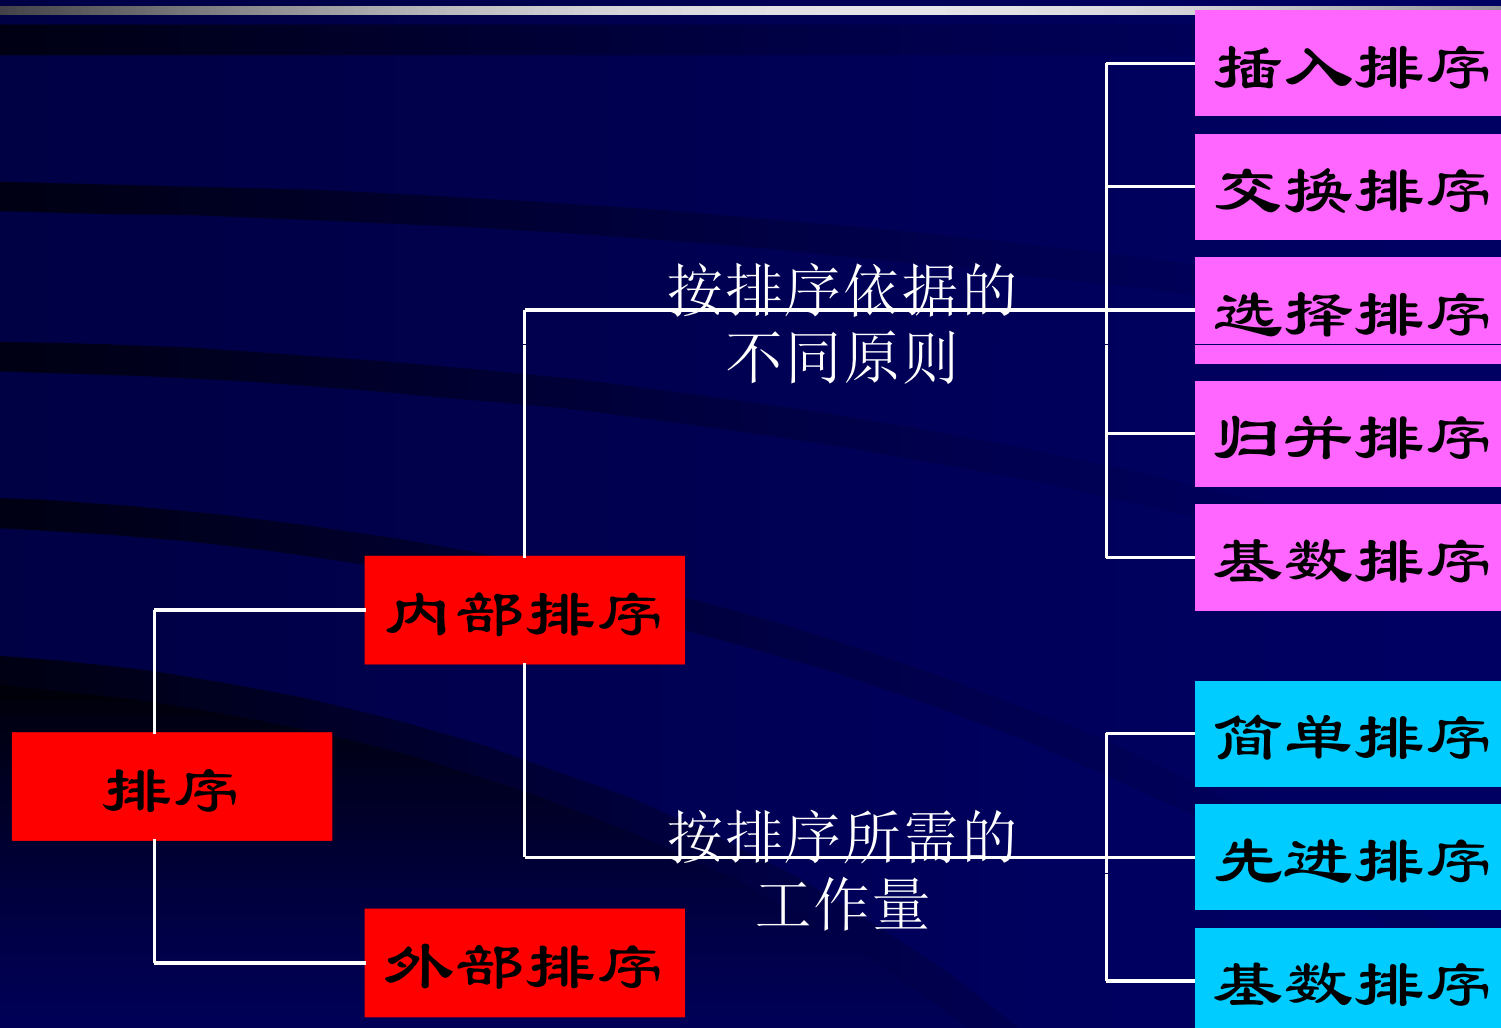 插入排序
交换排序
按排序依据的
不同原则
选择排序
归并排序
基数排序
内部排序
排序
简单排序
按排序所需的
工作量
先进排序
基数排序
外部排序